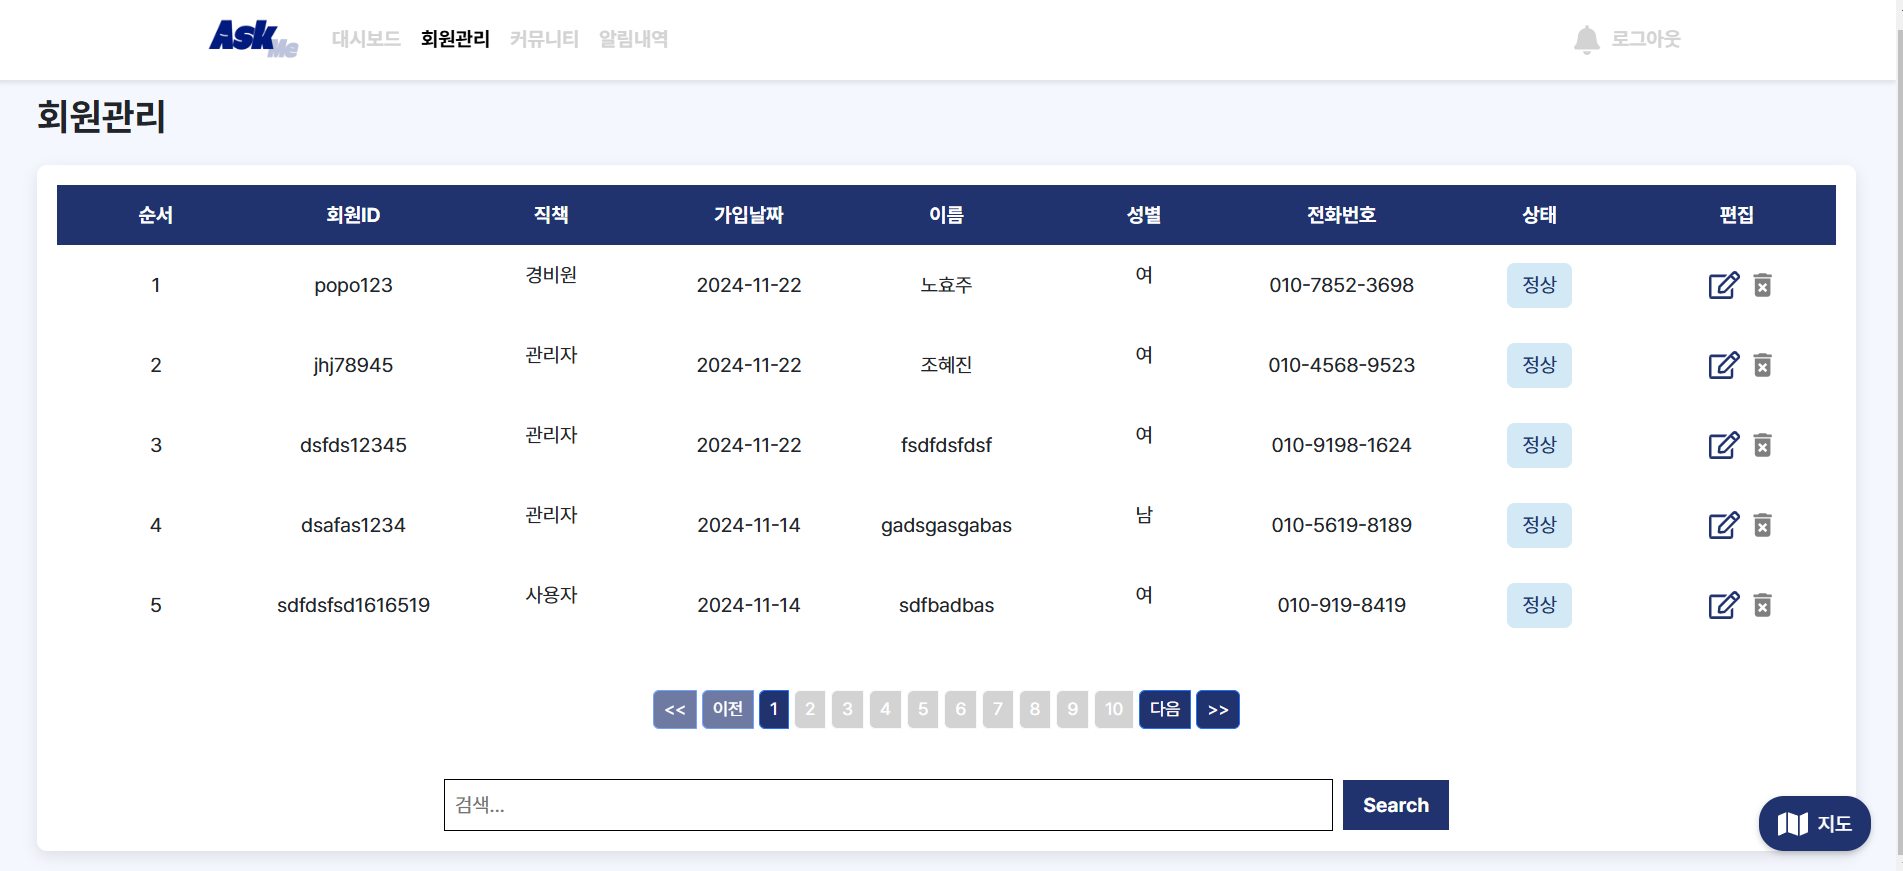 AskMe 대시보드 회원관리 커뮤니티 알림내역 로그아웃
회원관리
순서 회원ID 직책 가입날짜 이름 성별 전화번호 상태 편집
1 popo123 경비원 2024-11-22 노효주 여 010-7852-3698 정상
2 jhj78945 관리자 2024-11-22 조혜진 여 010-4568-9523 정상
3 dsfds12345 관리자 2024-11-22 fsdfdsfdsf 여 010-9198-1624 정상
4 dsafas1234 관리자 2024-11-14 gadsgasgabas 남 010-5619-8189 정상
5 sdfdsfsd1616519 사용자 2024-11-14 sdfbadbas 여 010-919-8419 정상
<< 이전 1 2 3 4 5 6 7 8 9 10 다음 >>
검색... Search
지도